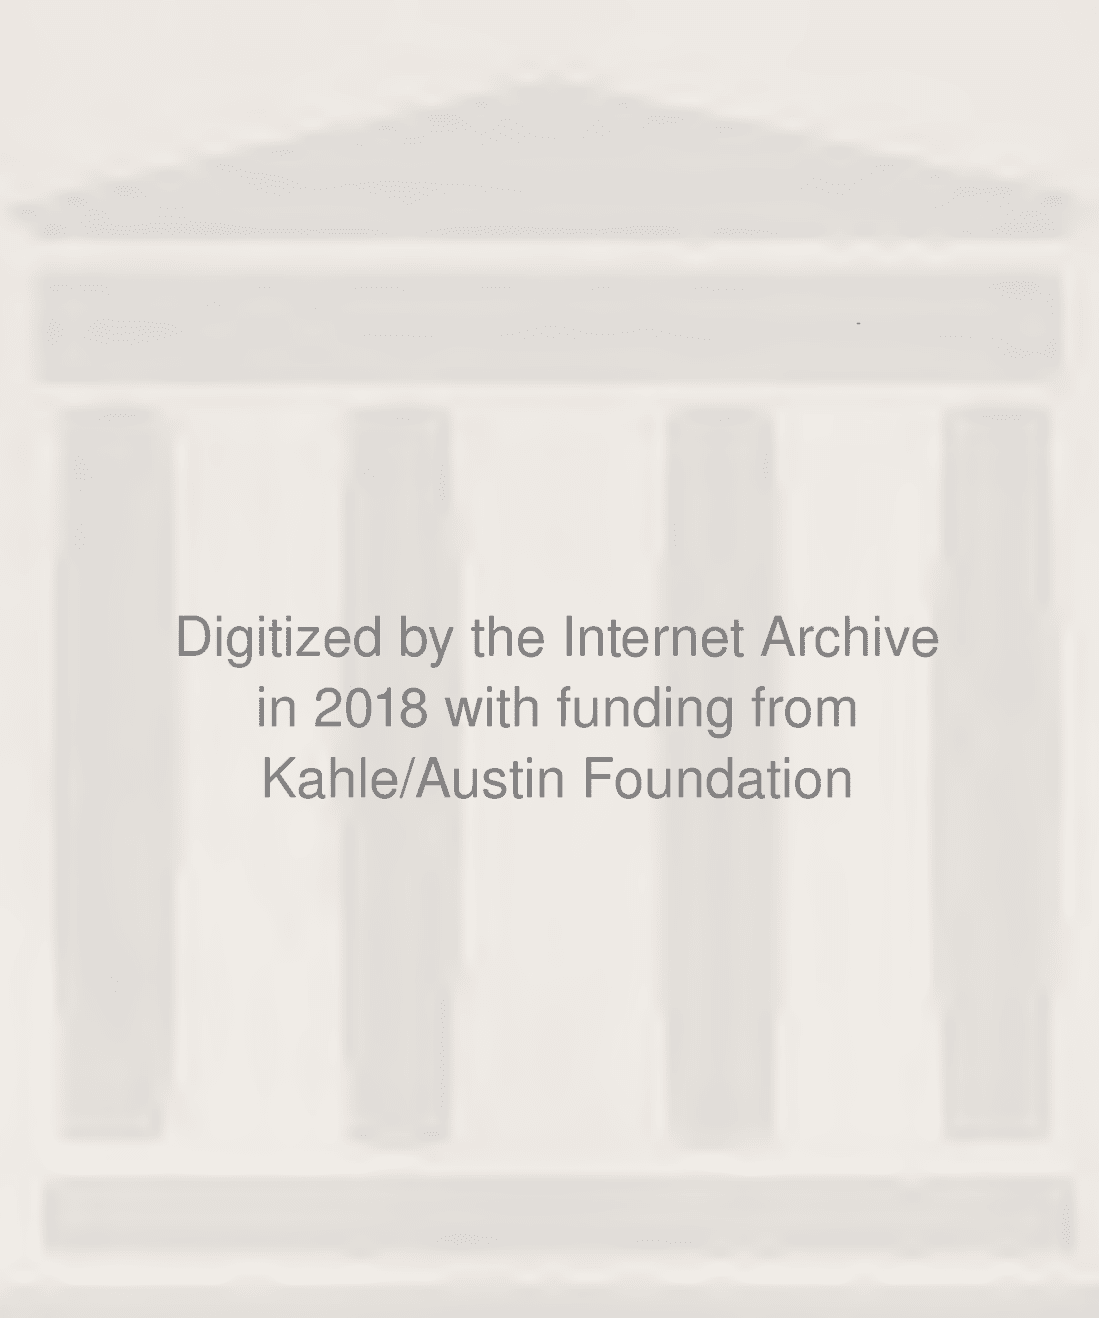 Digitized by the Internet Archive
in 2018 with funding from
Kahle/Austin Foundation